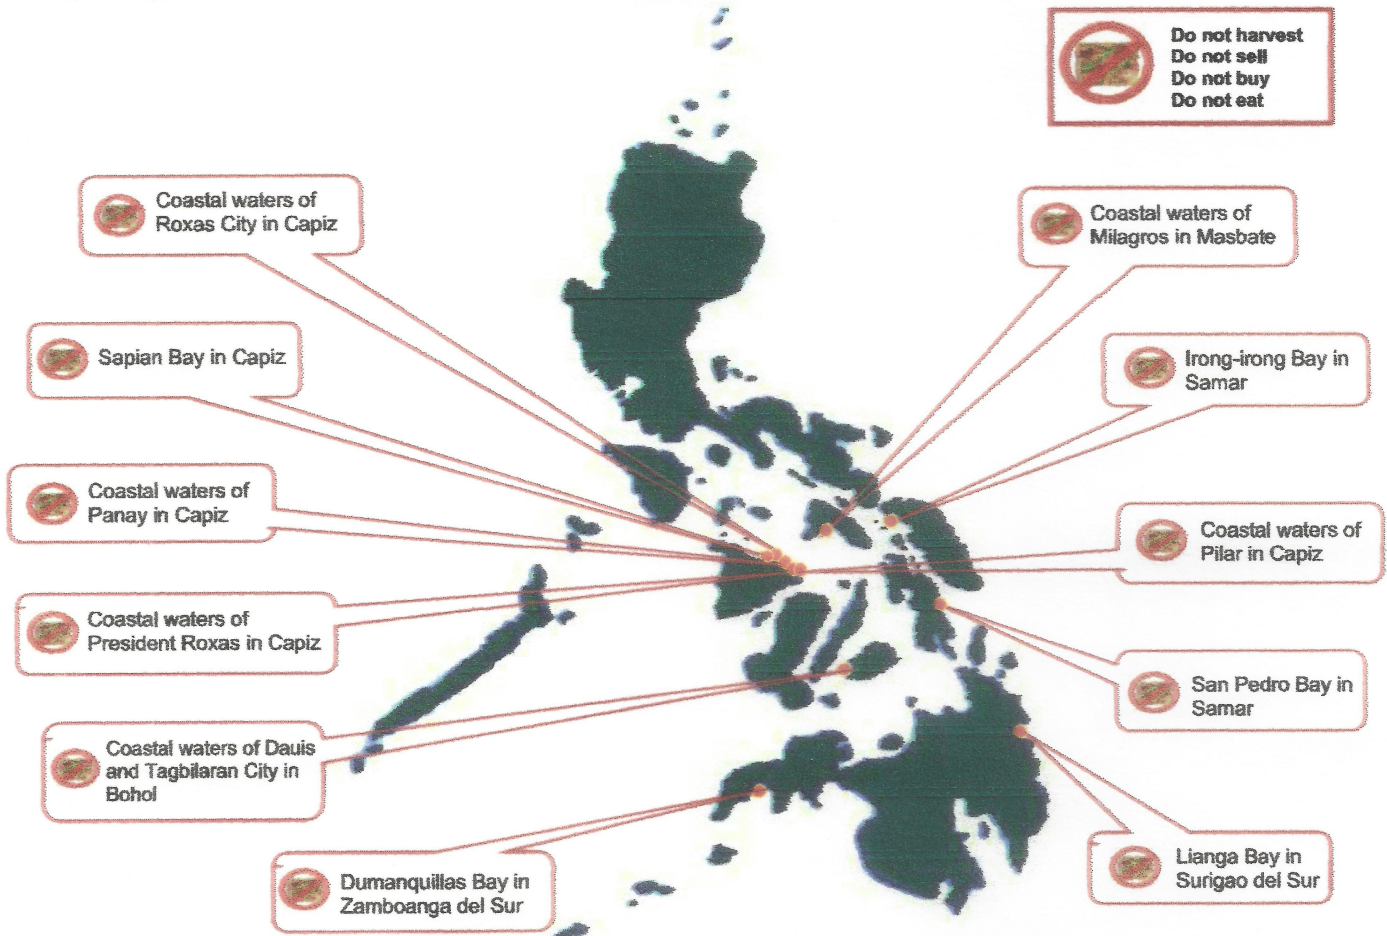 Do not harvest
Do not sell
Do not buy
Do not eat
Coastal waters of
Roxas City in Capiz
Coastal waters of
Milagros in Masbate
Sapian Bay in Capiz
Irong-irong Bay in
Samar
Coastal waters of
Panay in Capiz
Coastal waters of
Pilar in Capiz
Coastal waters of
President Roxas in Capiz
San Pedro Bay in
Samar
Coastal waters of Dauis
and Tagbilaran City in
Bohol
Lianga Bay in
Surigao del Sur
Dumanquillas Bay in
Zamboanga del Sur